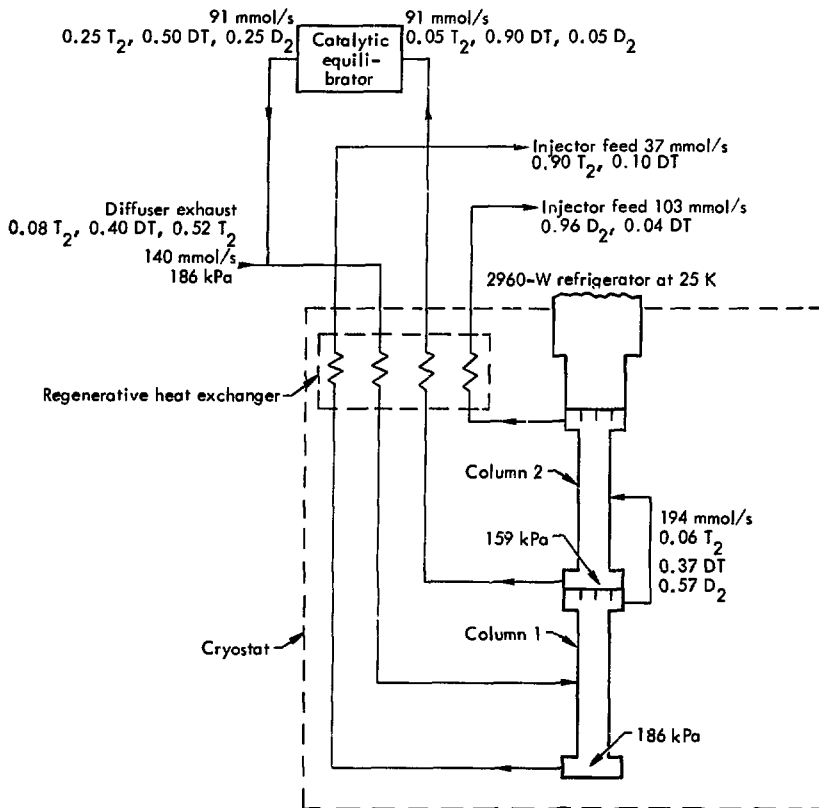 91 mmol/s
0.25 T2, 0.50 DT, 0.25 D2
Catalytic
equili-
brator
91 mmol/s
0.05 T2, 0.90 DT, 0.05 D2
Injector feed 37 mmol/s
0.90 T2, 0.10 DT
Diffuser exhaust
0.08 T2, 0.40 DT, 0.52 T2
140 mmol/s
186 kPa
Injector feed 103 mmol/s
0.96 D2, 0.04 DT
2960-W refrigerator at 25 K
Regenerative heat exchanger
Column 2
194 mmol/s
0.06 T2
0.37 DT
0.57 D2
159 kPa
Column 1
Cryostat
186 kPa